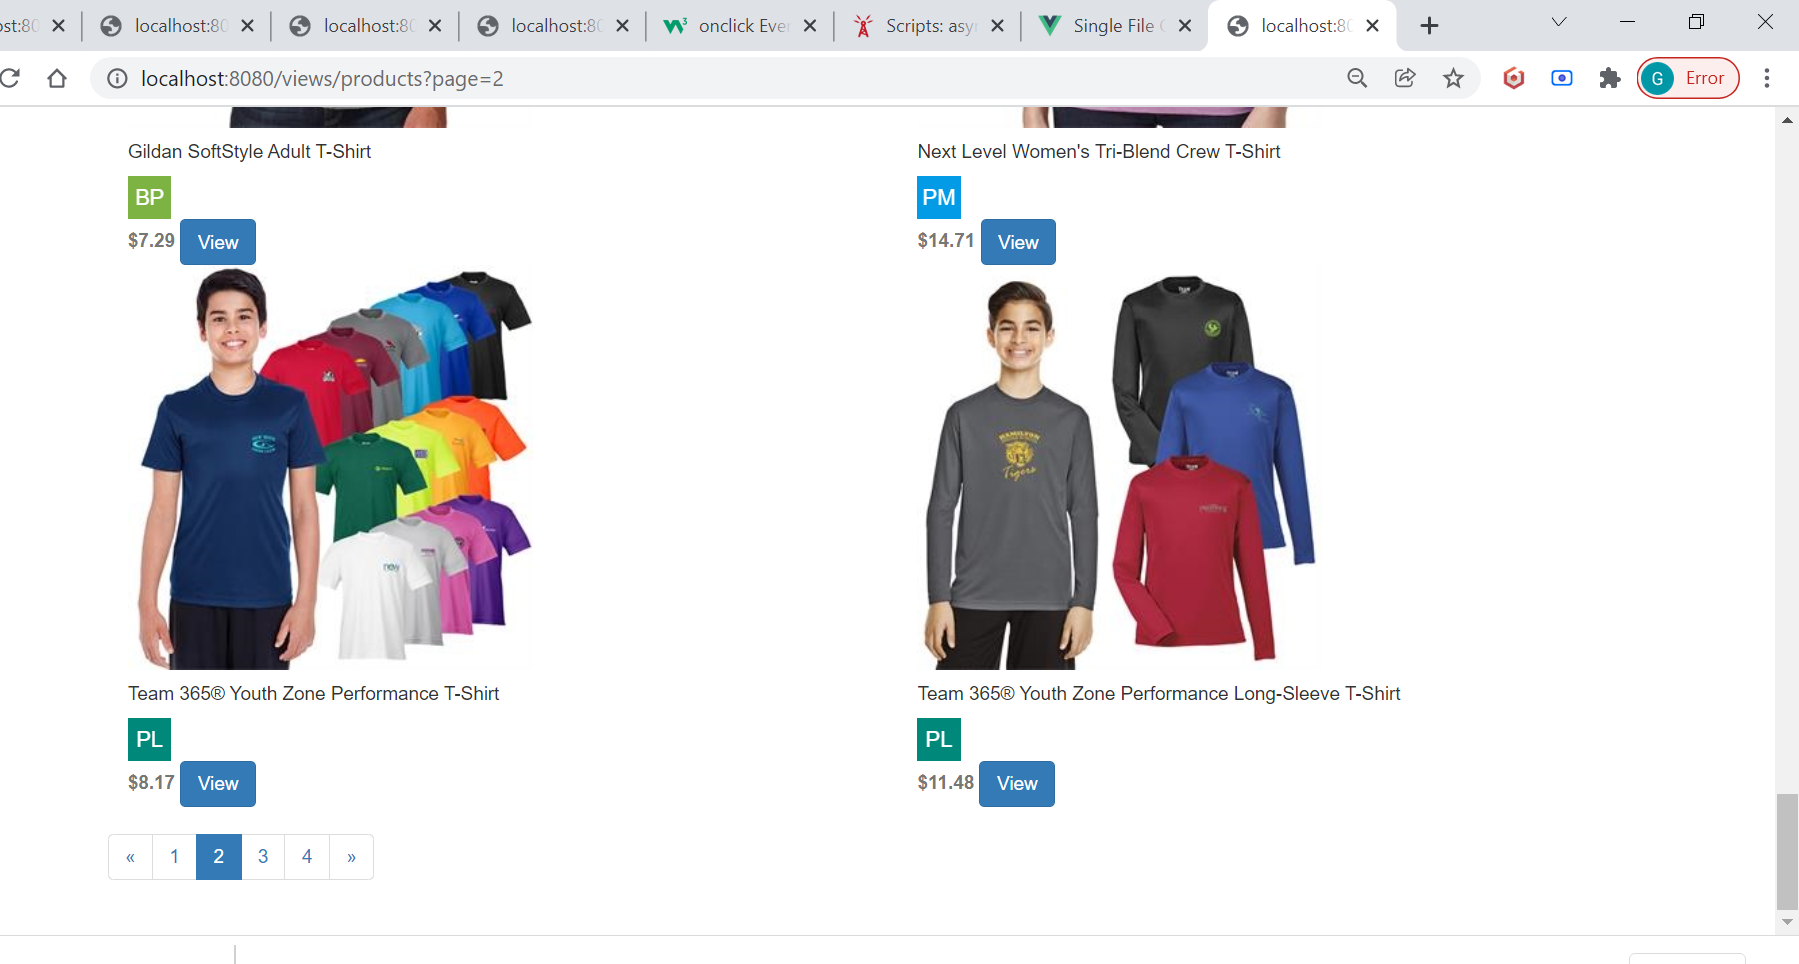 st:80 localhost:80 localhost:80 localhost:80 onclick Eve Scripts: asy Single File C localhost:80
localhost:8080/views/products?page=2 G Error
Gildan SoftStyle Adult T-Shirt
BP
$7.29 View
Next Level Women's Tri-Blend Crew T-Shirt
PM
$14.71 View
new
HAMILTON
Tigers
Team 365® Youth Zone Performance T-Shirt
PL
$8.17 View
Team 365® Youth Zone Performance Long-Sleeve T-Shirt
PL
$11.48 View
« 1 2 3 4 »